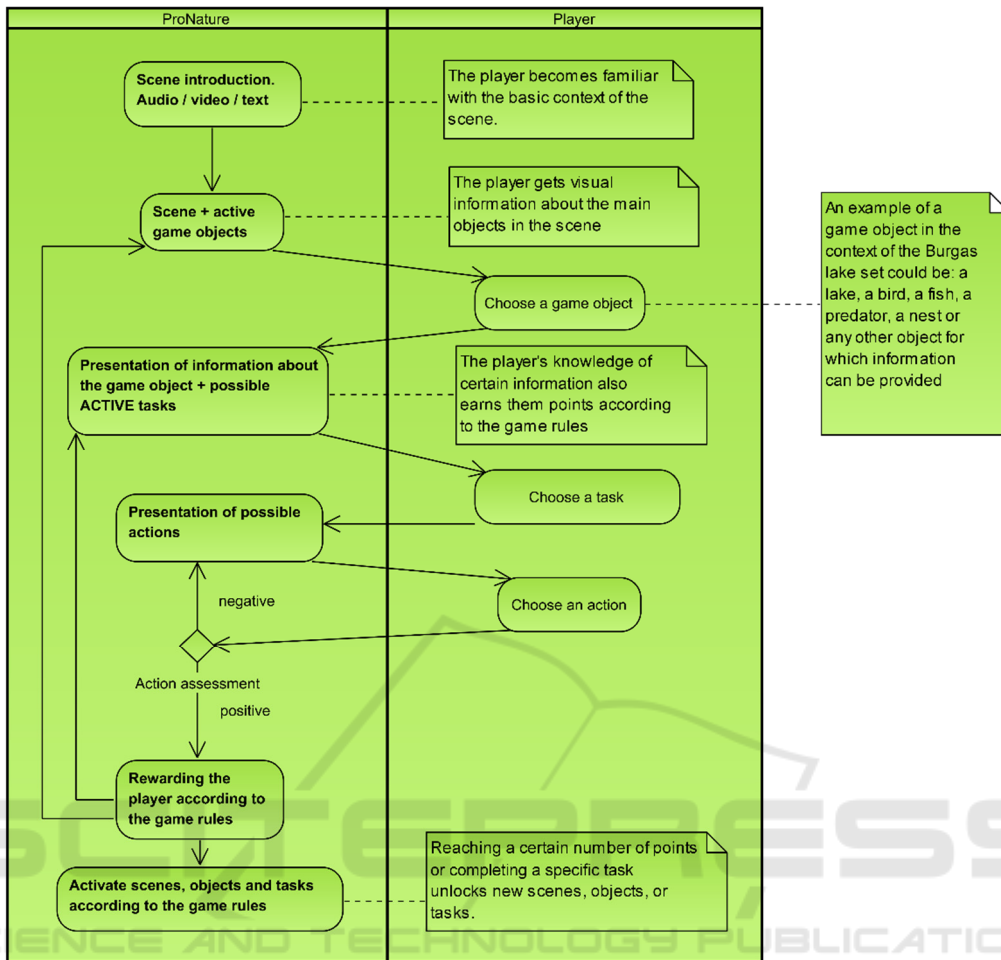 ProNature
Player
Scene introduction.
Audio / video / text
The player becomes familiar
with the basic context of the
scene.
Scene + active
game objects
The player gets visual
information about the main
objects in the scene
An example of a
game object in the
context of the Burgas
lake set could be: a
lake, a bird, a fish, a
predator, a nest or
any other object for
which information
can be provided
Choose a game object
Presentation of information about
the game object + possible
ACTIVE tasks
The player's knowledge of
certain information also
earns them points according
to the game rules
Choose a task
Presentation of possible
actions
Choose an action
negative
Action assessment
positive
Rewarding the
player according to
the game rules
Activate scenes, objects and tasks
according to the game rules
Reaching a certain number of points
or completing a specific task
unlocks new scenes, objects, or
tasks.
SCITEPRESS
IENCE AND TECHNOLOGY PUBLICATIO